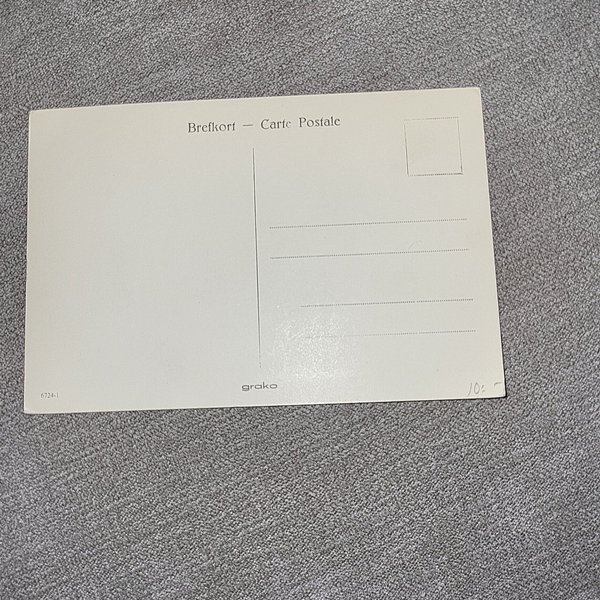 Brefkort — Carte Postale
grako
6724-1
10:-